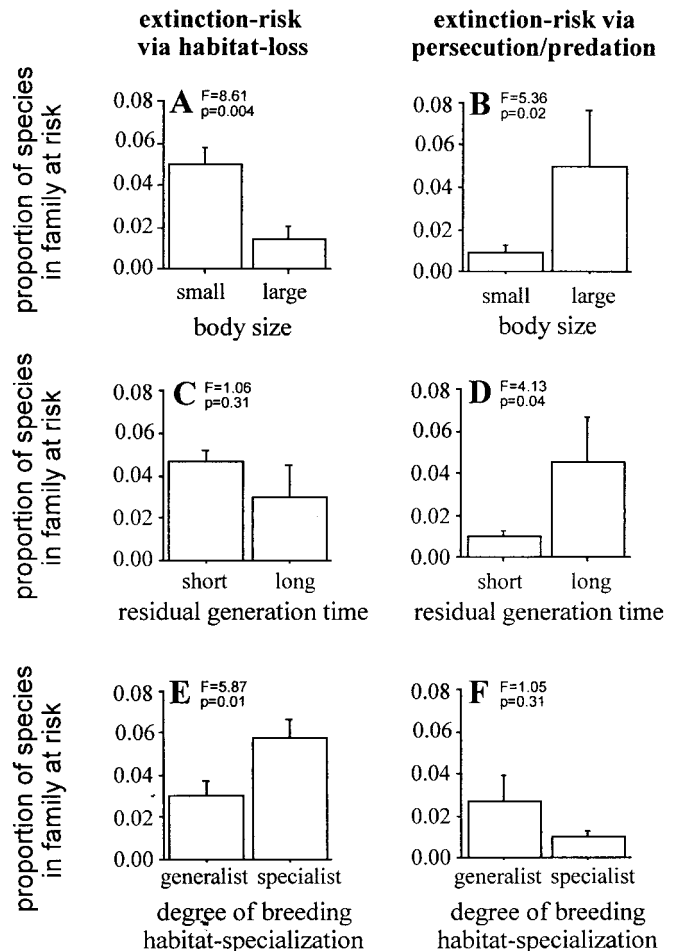 extinction-risk
via habitat-loss
extinction-risk via
persecution/predation
proportion of species
in family at risk
A
F=8.61
p=0.004
0.08
0.06
0.04
0.02
0.00
small large
body size
B
F=5.36
p=0.02
0.08
0.06
0.04
0.02
0.00
small large
body size
proportion of species
in family at risk
C
F=1.06
p=0.31
0.08
0.06
0.04
0.02
0.00
short long
residual generation time
D
F=4.13
p=0.04
0.08
0.06
0.04
0.02
0.00
short long
residual generation time
proportion of species
in family at risk
E
F=5.87
p=0.01
0.08
0.06
0.04
0.02
0.00
generalist specialist
degree of breeding
habitat-specialization
F
F=1.05
p=0.31
0.08
0.06
0.04
0.02
0.00
generalist specialist
degree of breeding
habitat-specialization